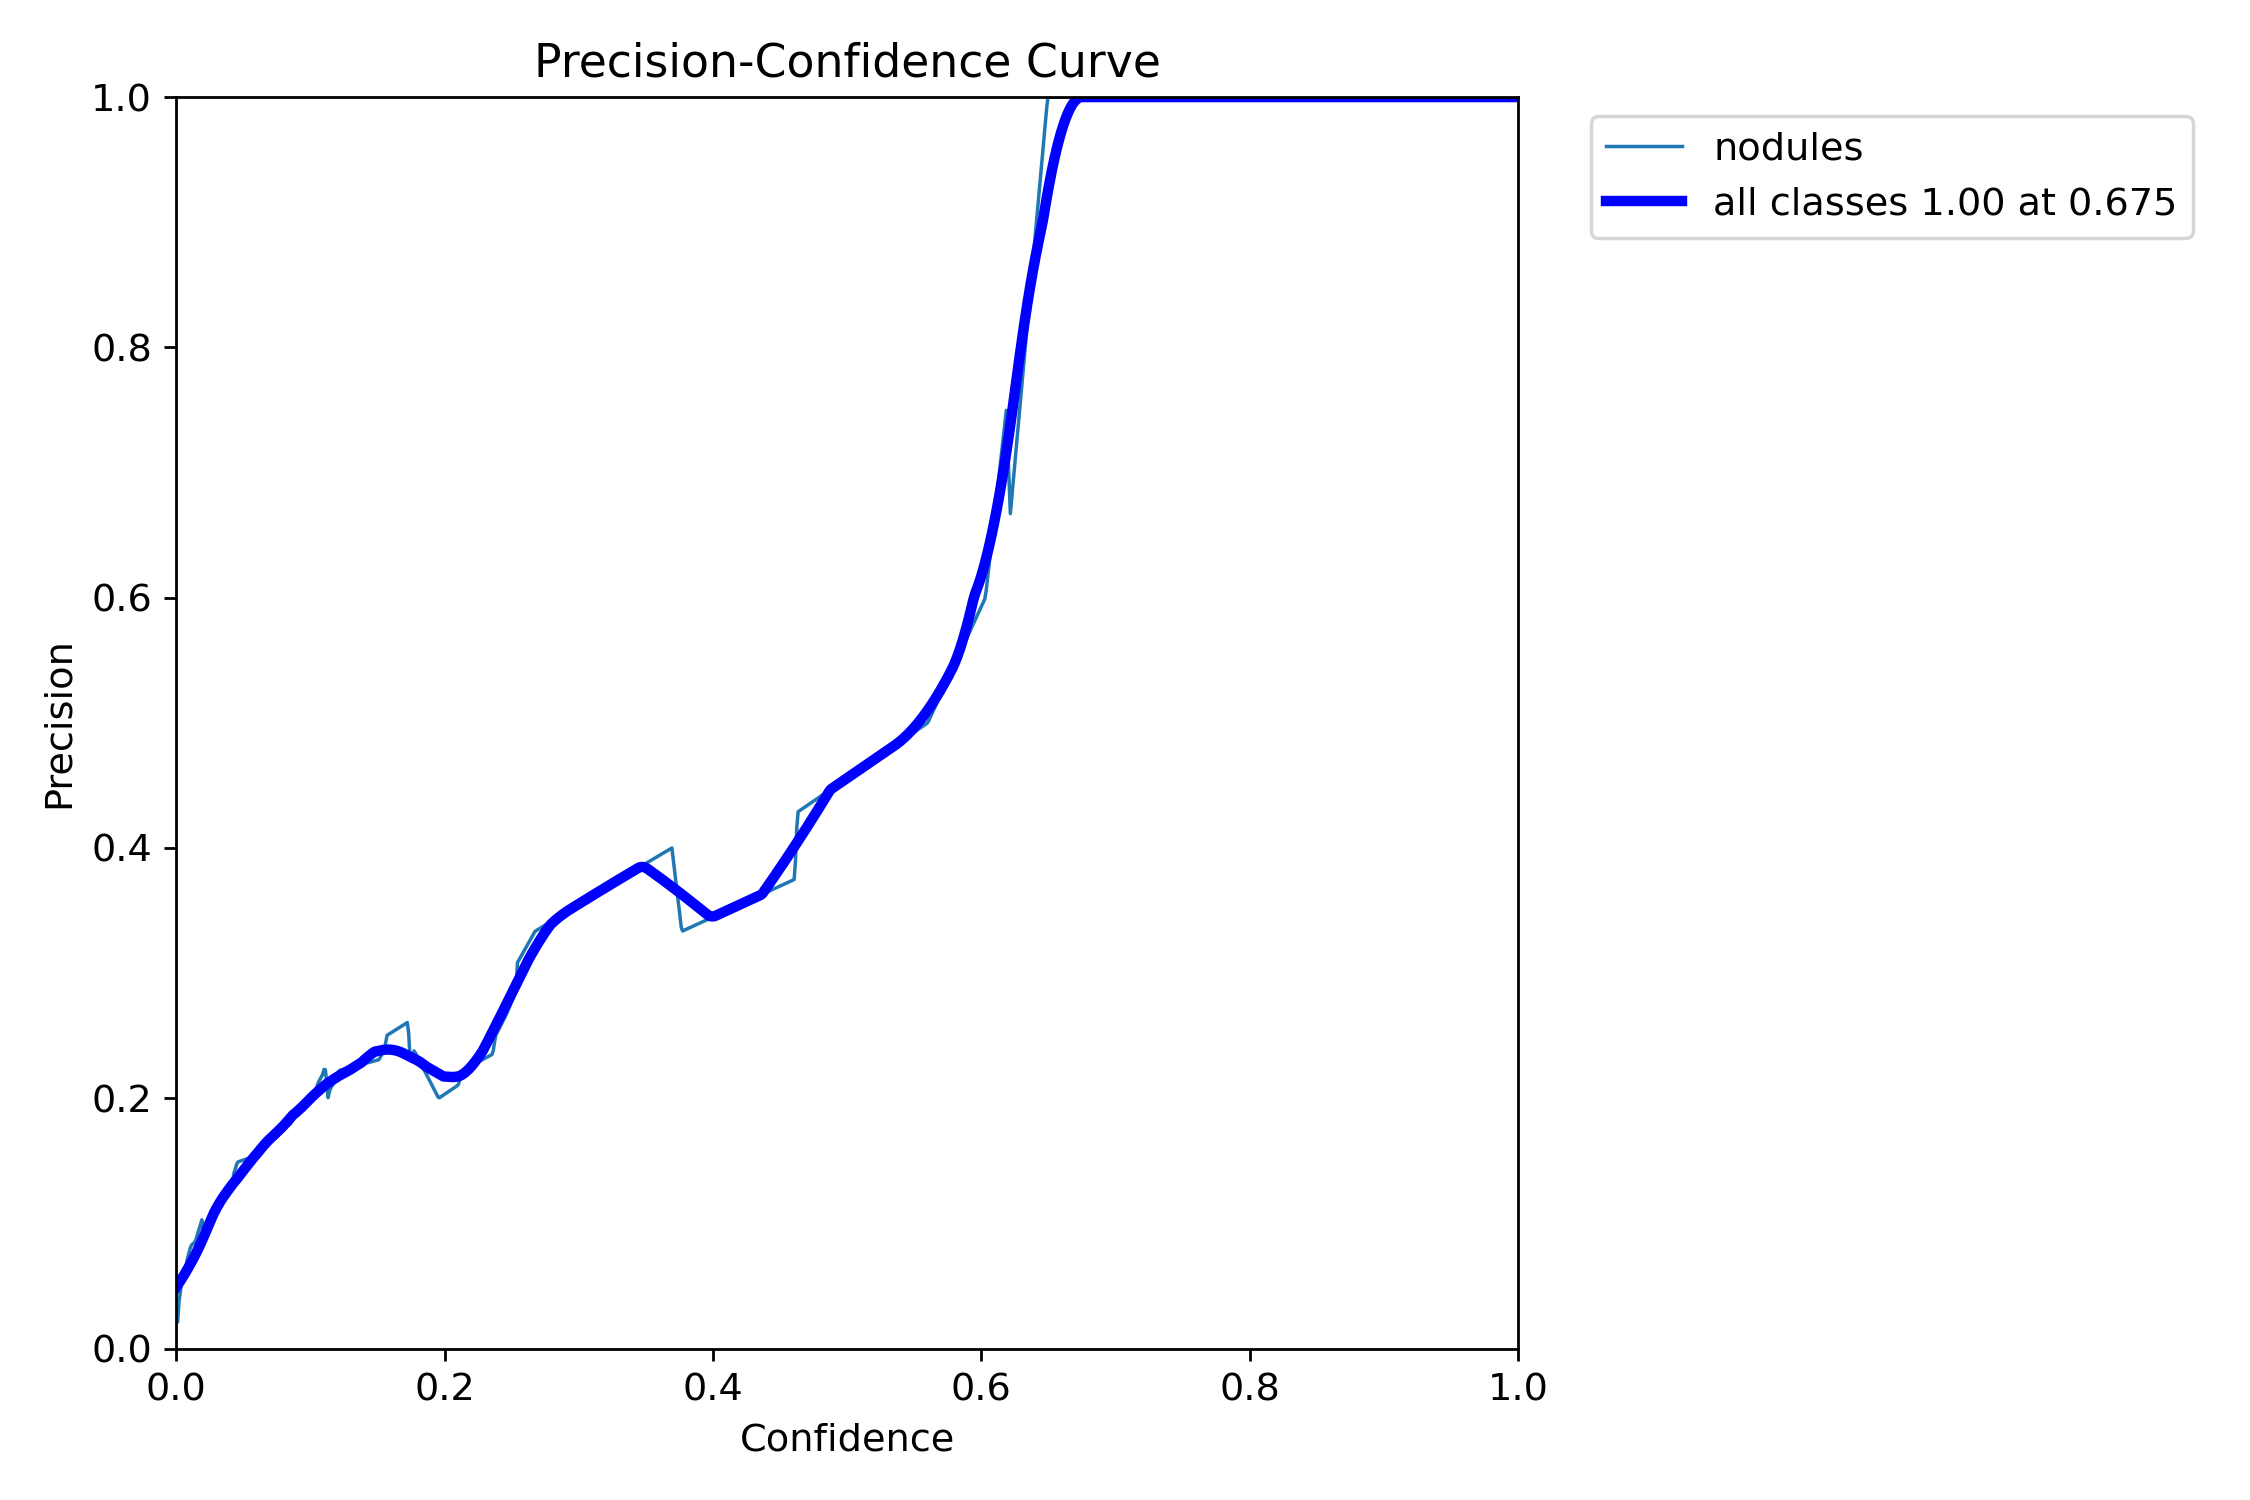 Precision-Confidence Curve
nodules
all classes 1.00 at 0.675
Precision
1.0
0.8
0.6
0.4
0.2
0.0
0.0 0.2 0.4 0.6 0.8 1.0
Confidence